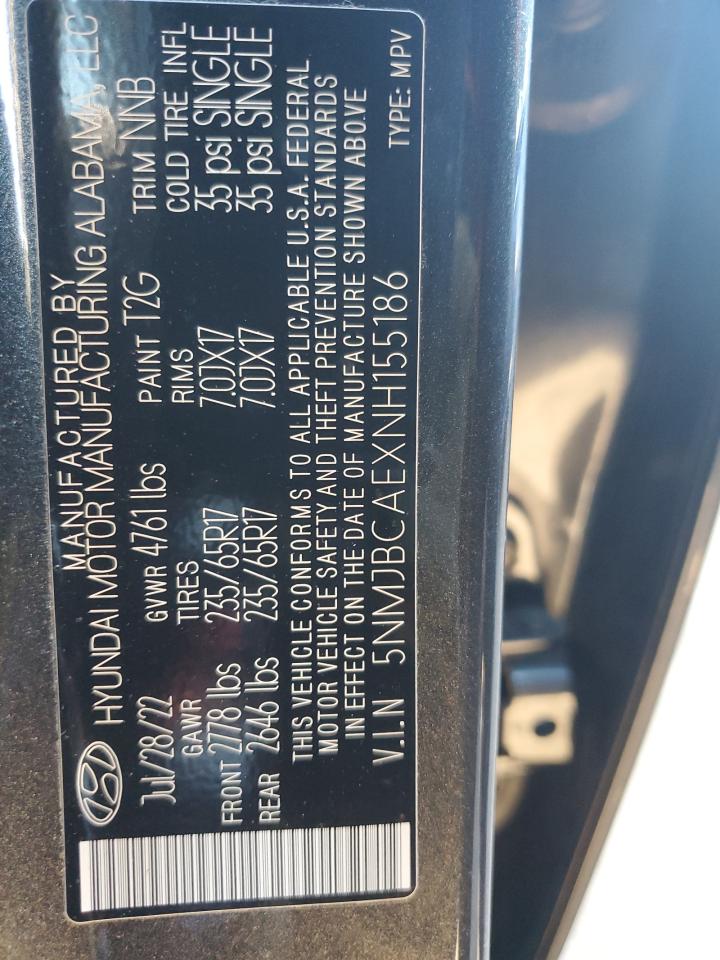 MANUFACTURED BY
HYUNDAI MOTOR MANUFACTURING ALABAMA, LLC
Jul/28/22 GVWR 4761 lbs PAINT T2G TRIM NNB
GAWR TIRES RIMS COLD TIRE INFL
FRONT 2778 lbs 235/65R17 7.0JX17 35 psi SINGLE
REAR 2646 lbs 235/65R17 7.0JX17 35 psi SINGLE
THIS VEHICLE CONFORMS TO ALL APPLICABLE U.S.A. FEDERAL
MOTOR VEHICLE SAFETY AND THEFT PREVENTION STANDARDS
IN EFFECT ON THE DATE OF MANUFACTURE SHOWN ABOVE
V.I.N 5NMJBCAEXNH155186 TYPE: MPV